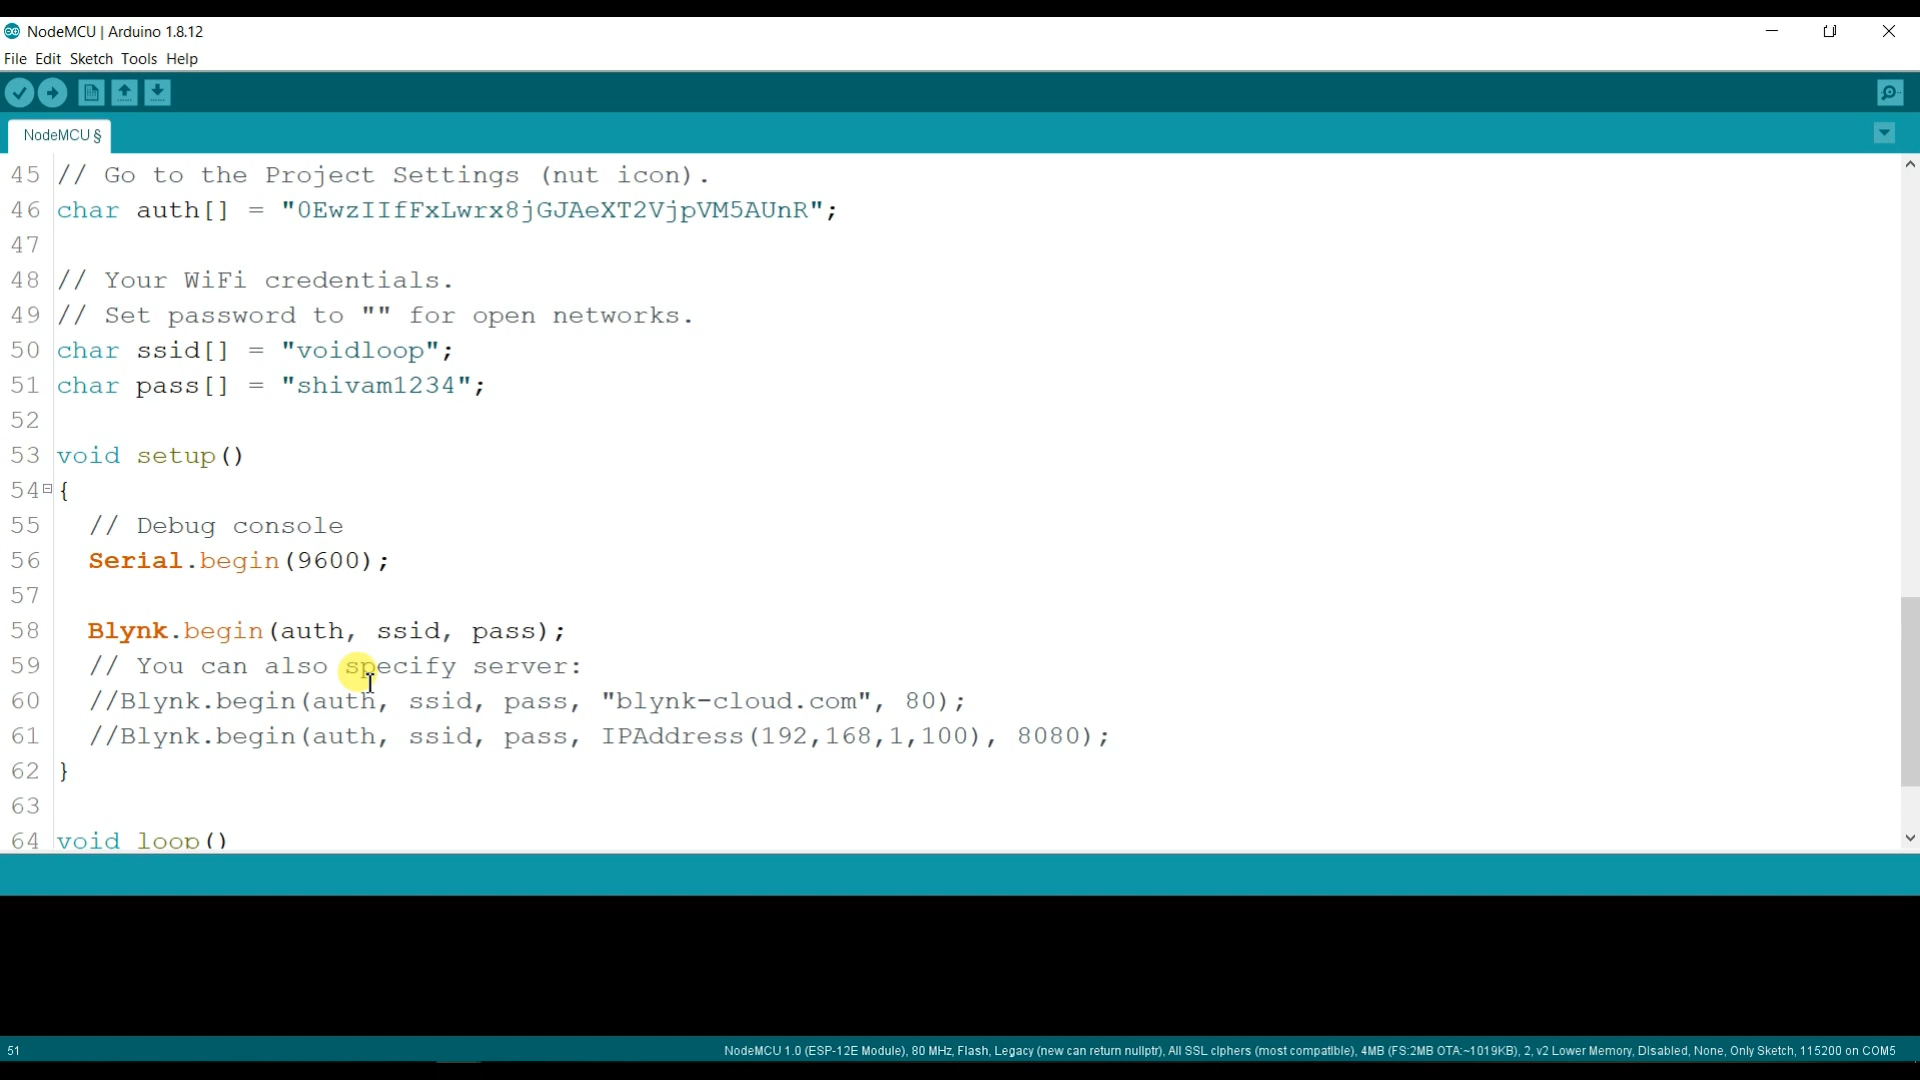 NodeMCU | Arduino 1.8.12
File Edit Sketch Tools Help
NodeMCU §
45 // Go to the Project Settings (nut icon).
46 char auth[] = "0EwzIIfFxLwrx8jGJAeXT2VjpVM5AUnR";
47
48 // Your WiFi credentials.
49 // Set password to "" for open networks.
50 char ssid[] = "voidloop";
51 char pass[] = "shivam1234";
52
53 void setup()
54 {
55 // Debug console
56 Serial.begin(9600);
57
58 Blynk.begin(auth, ssid, pass);
59 // You can also specify server:
60 //Blynk.begin(auth, ssid, pass, "blynk-cloud.com", 80);
61 //Blynk.begin(auth, ssid, pass, IPAddress(192,168,1,100), 8080);
62 }
63
64 void loop()
51 NodeMCU 1.0 (ESP-12E Module), 80 MHz, Flash, Legacy (new can return nullptr), All SSL ciphers (most compatible), 4MB (FS:2MB OTA:~1019KB), 2, v2 Lower Memory, Disabled, None, Only Sketch, 115200 on COM5